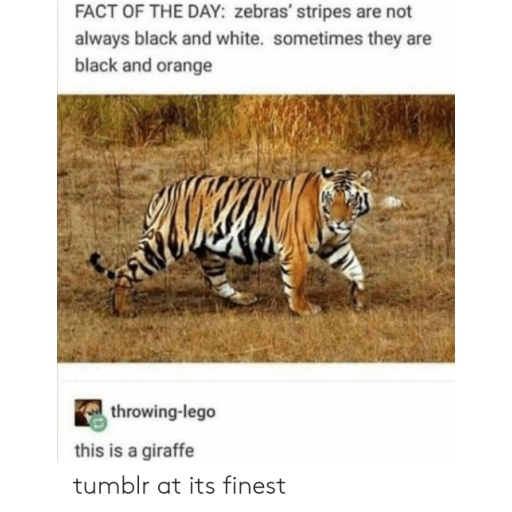 FACT OF THE DAY: zebras' stripes are not
always black and white. sometimes they are
black and orange
throwing-lego
this is a giraffe
tumblr at its finest